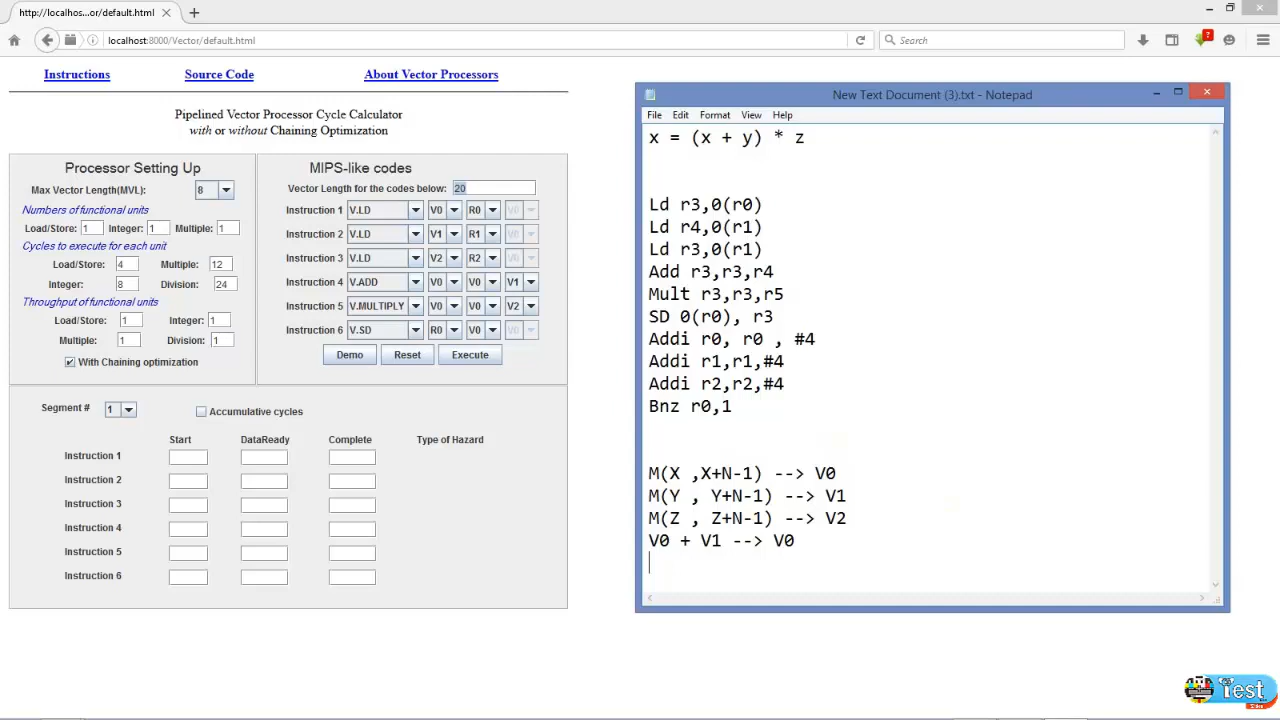 http://localhos...or/default.html
localhost:8000/Vector/default.html
Search
?
Instructions Source Code About Vector Processors
Pipelined Vector Processor Cycle Calculator
with or without Chaining Optimization
Processor Setting Up
Max Vector Length(MVL): 8
Numbers of functional units
Load/Store: 1 Integer: 1 Multiple: 1
Cycles to execute for each unit
Load/Store: 4 Multiple: 12
Integer: 8 Division: 24
Throughput of functional units
Load/Store: 1 Integer: 1
Multiple: 1 Division: 1
With Chaining optimization
MIPS-like codes
Vector Length for the codes below: 20
Instruction 1 V.LD V0 R0 V0
Instruction 2 V.LD V1 R1 V0
Instruction 3 V.LD V2 R2 V0
Instruction 4 V.ADD V0 V0 V1
Instruction 5 V.MULTIPLY V0 V0 V2
Instruction 6 V.SD R0 V0 V0
Demo Reset Execute
Segment # 1 Accumulative cycles
Start DataReady Complete Type of Hazard
Instruction 1
Instruction 2
Instruction 3
Instruction 4
Instruction 5
Instruction 6
New Text Document (3).txt - Notepad
File Edit Format View Help
x = (x + y) * z
Ld r3,0(r0)
Ld r4,0(r1)
Ld r3,0(r1)
Add r3,r3,r4
Mult r3,r3,r5
SD 0(r0), r3
Addi r0, r0 , #4
Addi r1,r1,#4
Addi r2,r2,#4
Bnz r0,1
M(X ,X+N-1) --> V0
M(Y , Y+N-1) --> V1
M(Z , Z+N-1) --> V2
V0 + V1 --> V0
Test